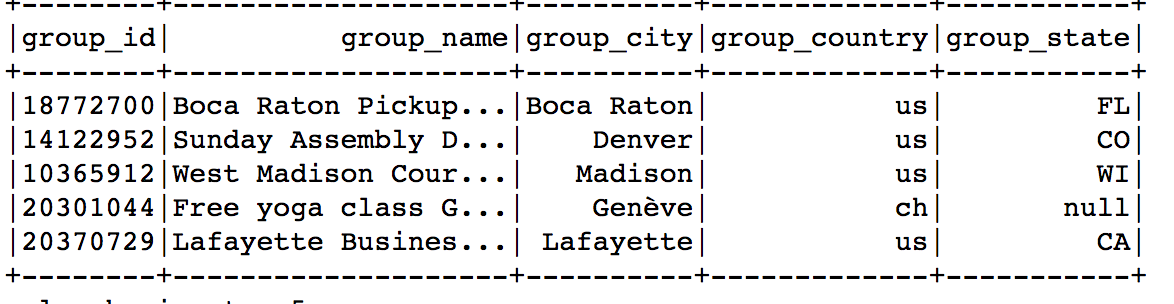 +--------+--------------------+----------+-------------+-----------+
|group_id|          group_name|group_city|group_country|group_state|
+--------+--------------------+----------+-------------+-----------+
|18772700|Boca Raton Pickup...|Boca Raton|           us|         FL|
|14122952|Sunday Assembly D...|    Denver|           us|         CO|
|10365912|West Madison Cour...|   Madison|           us|         WI|
|20301044|Free yoga class G...|    Genève|           ch|       null|
|20370729|Lafayette Busines...| Lafayette|           us|         CA|
+--------+--------------------+----------+-------------+-----------+